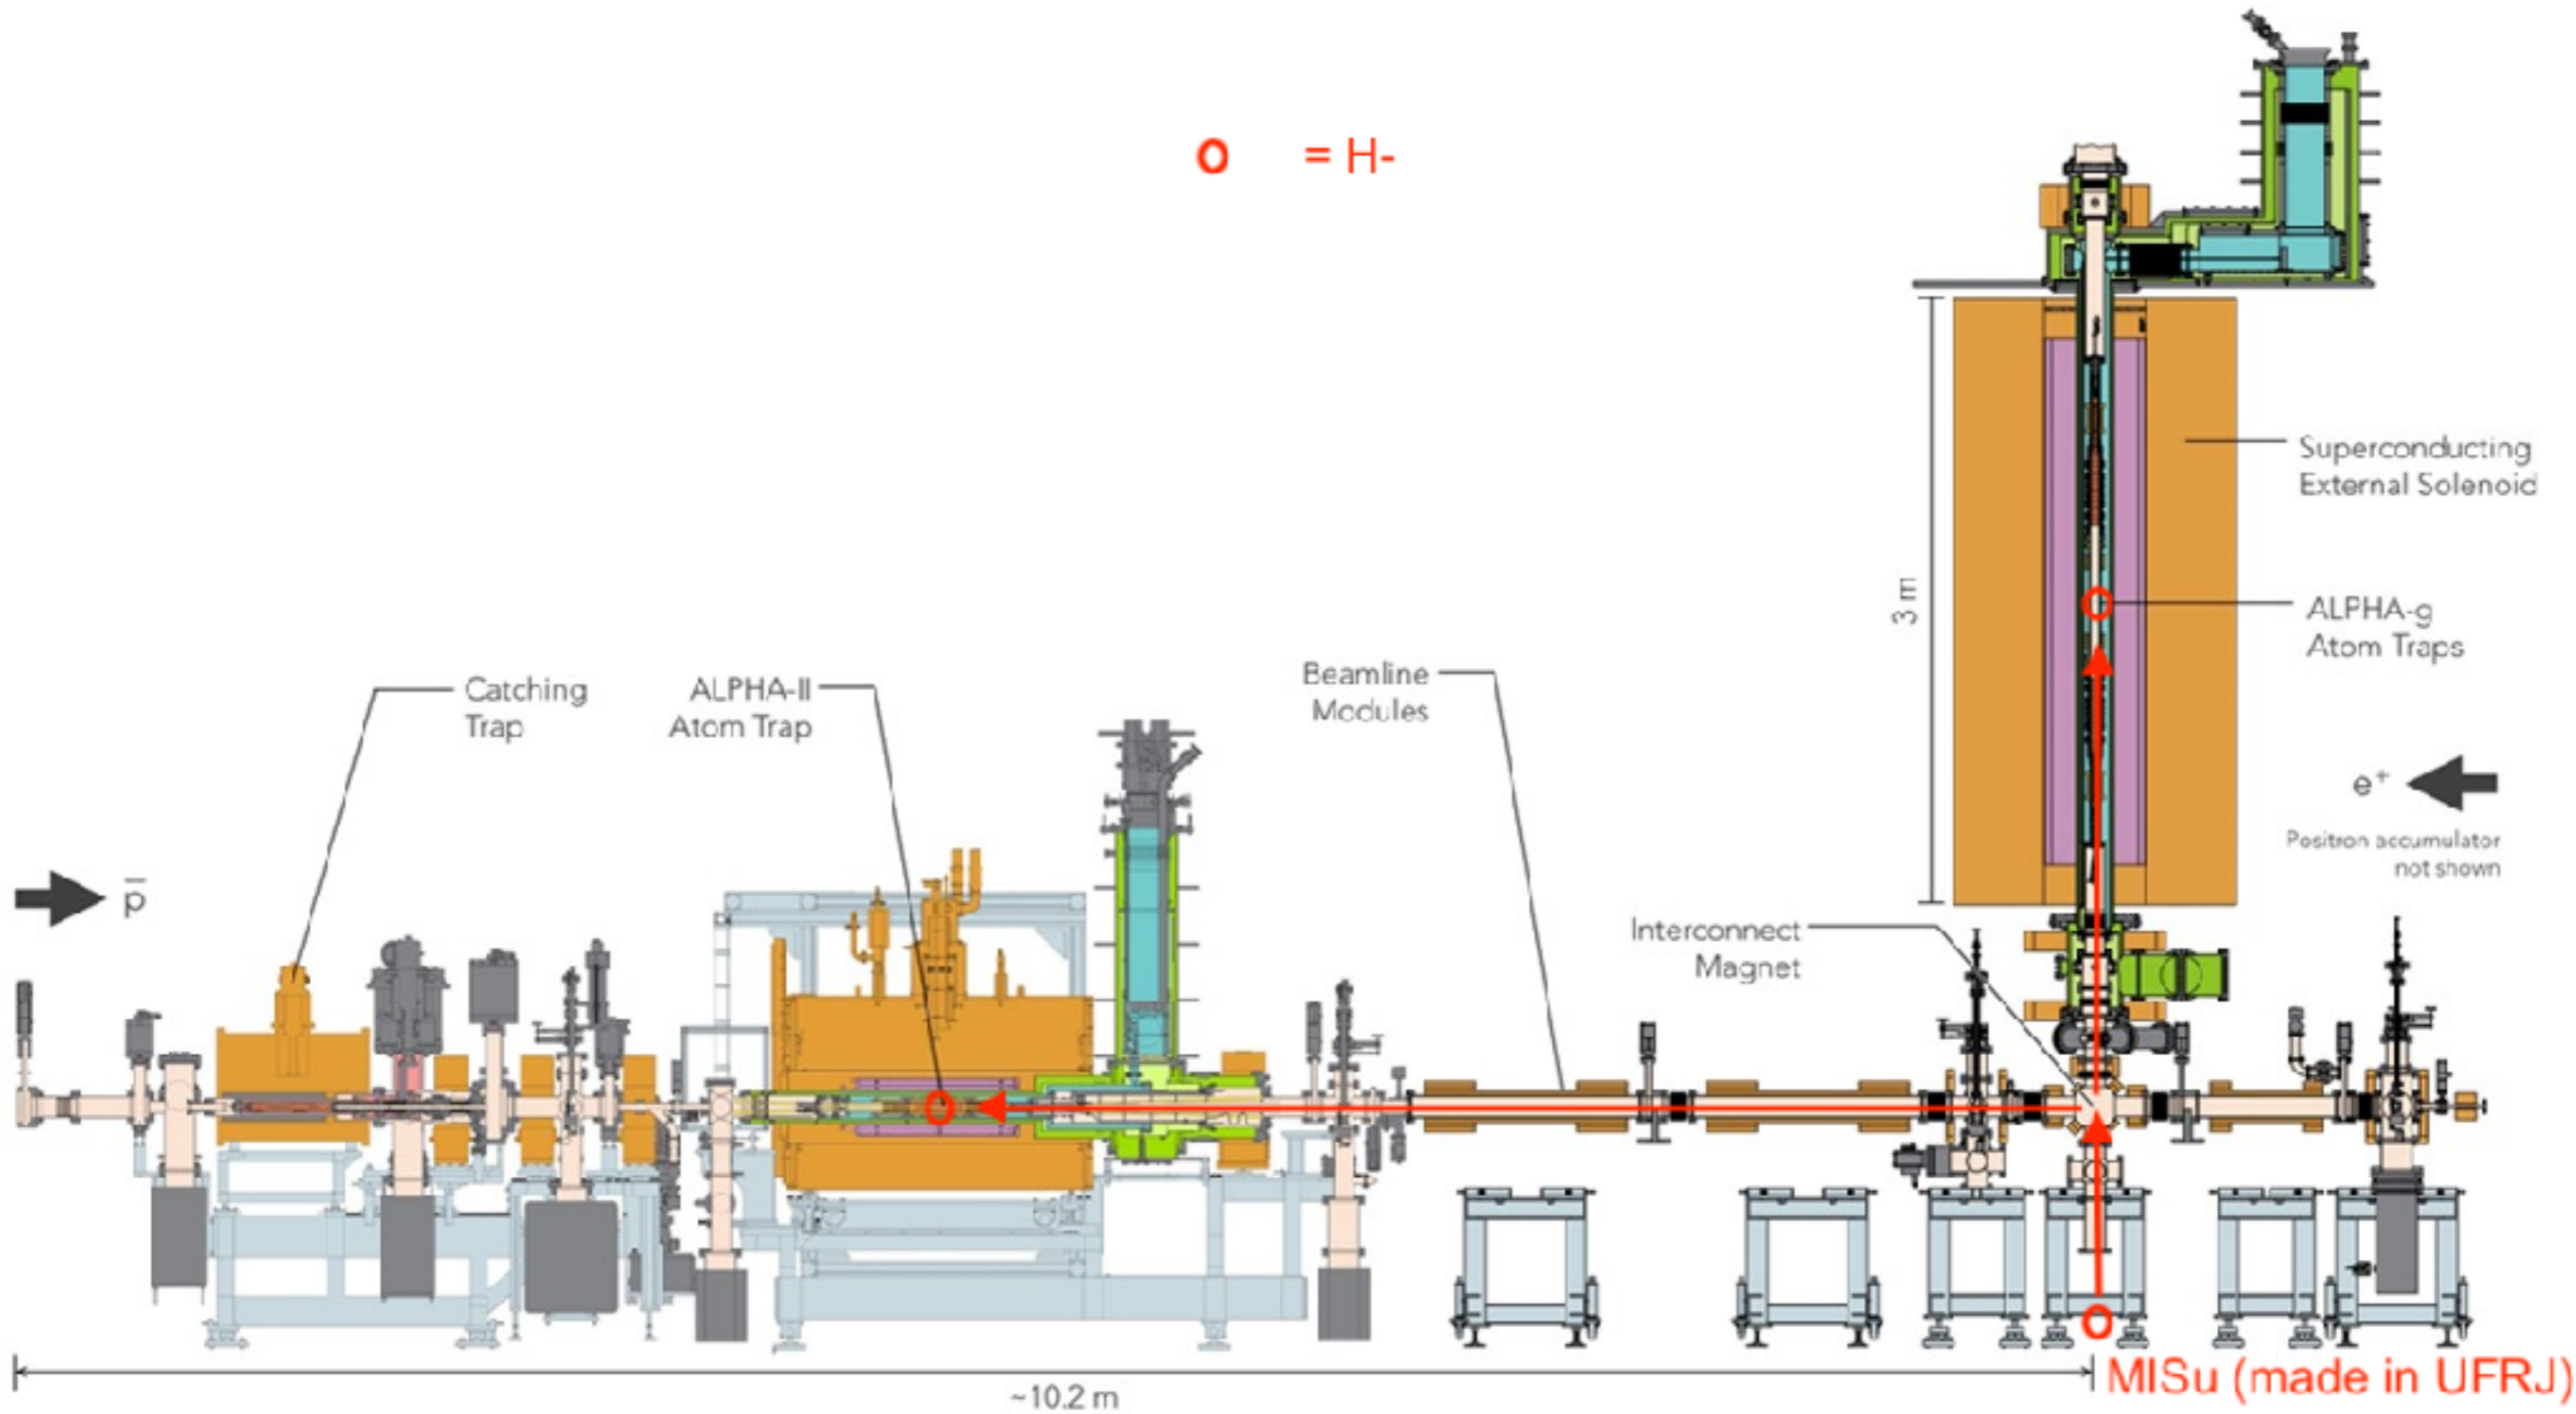 O = H-
Superconducting
External Solenoid
3 m
ALPHA-g
Atom Traps
Catching
Trap
ALPHA-II
Atom Trap
Beamline
Modules
e⁺
Positron accumulator
not shown
p̅
Interconnect
Magnet
~10.2 m
MISu (made in UFRJ)